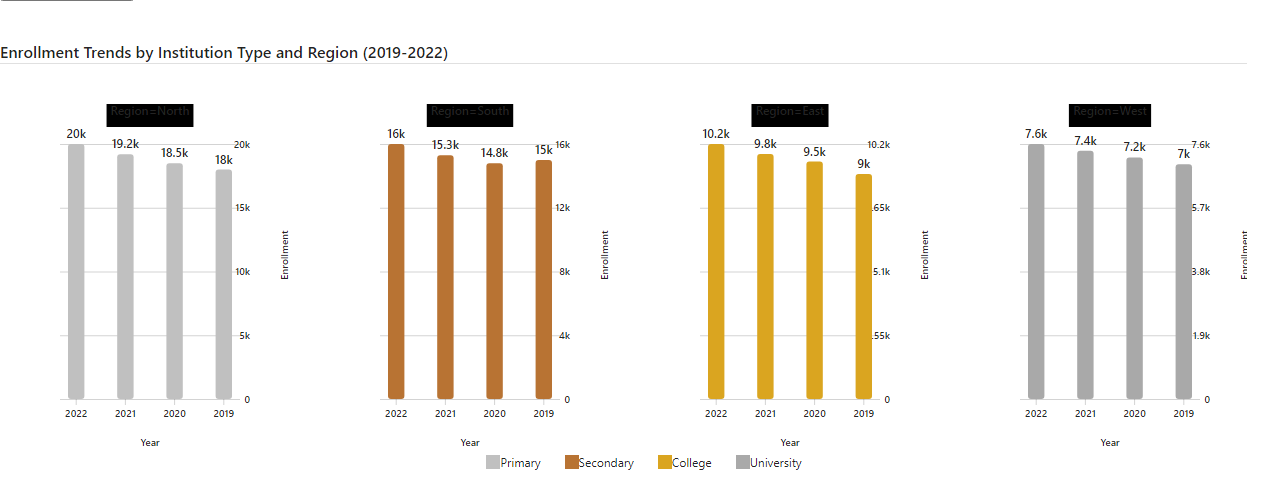 Enrollment Trends by Institution Type and Region (2019-2022)
Region=North
20k
19.2k
18.5k
18k
20k
15k
10k
5k
0
Enrollment
2022 2021 2020 2019
Year
Region=South
16k
15.3k
14.8k
15k
16k
12k
8k
4k
0
Enrollment
2022 2021 2020 2019
Year
Region=East
10.2k
9.8k
9.5k
9k
10.2k
.65k
5.1k
.55k
0
Enrollment
2022 2021 2020 2019
Year
Region=West
7.6k
7.4k
7.2k
7k
7.6k
5.7k
3.8k
1.9k
0
Enrollment
2022 2021 2020 2019
Year
Primary Secondary College University